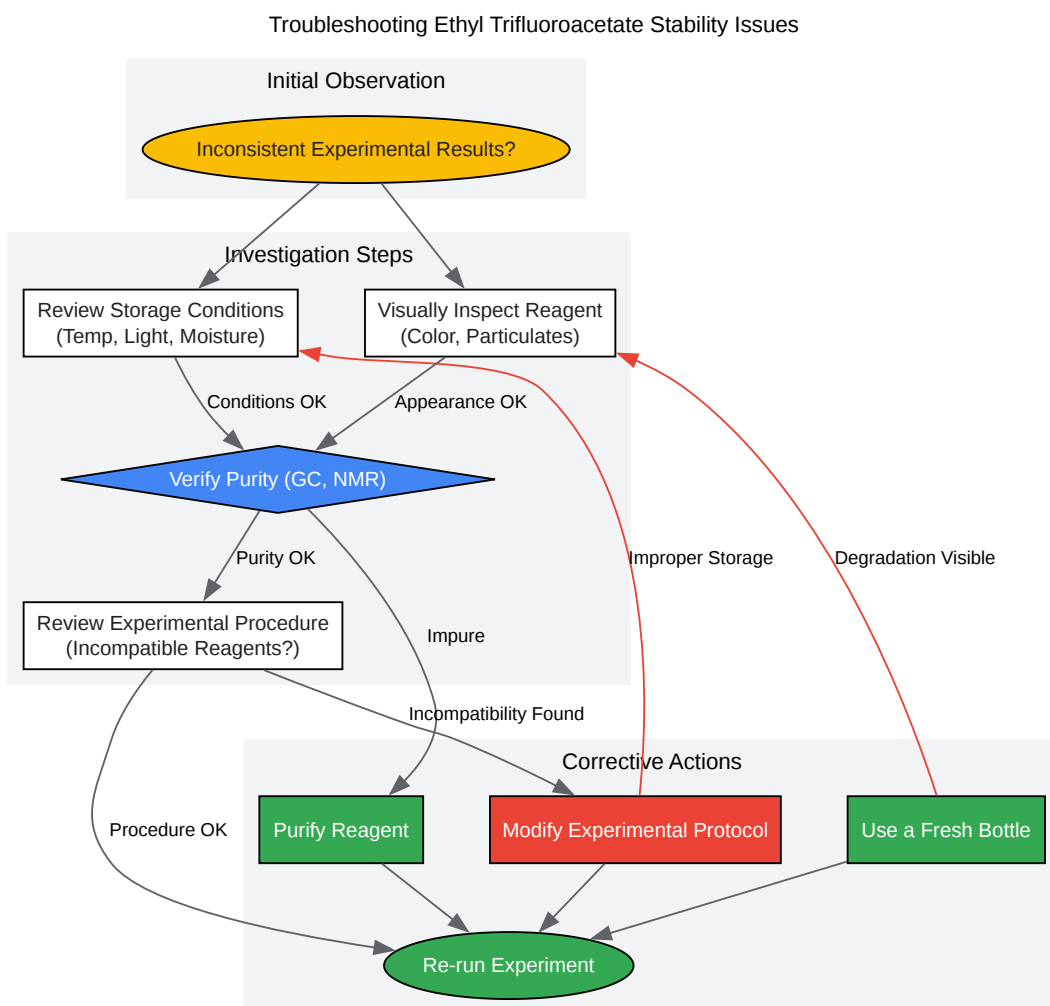 Troubleshooting Ethyl Trifluoroacetate Stability Issues
Initial Observation
Inconsistent Experimental Results?
Investigation Steps
Review Storage Conditions
(Temp, Light, Moisture)
Visually Inspect Reagent
(Color, Particulates)
Conditions OK
Appearance OK
Verify Purity (GC, NMR)
Purity OK
Improper Storage
Degradation Visible
Review Experimental Procedure
(Incompatible Reagents?)
Impure
Incompatibility Found
Corrective Actions
Procedure OK
Purify Reagent
Modify Experimental Protocol
Use a Fresh Bottle
Re-run Experiment